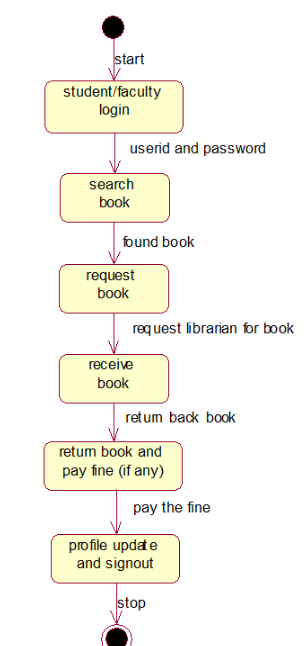 start
student/faculty
login
userid and password
search
book
found book
request
book
request librarian for book
receive
book
return back book
return book and
pay fine (if any)
pay the fine
profile update
and signout
stop